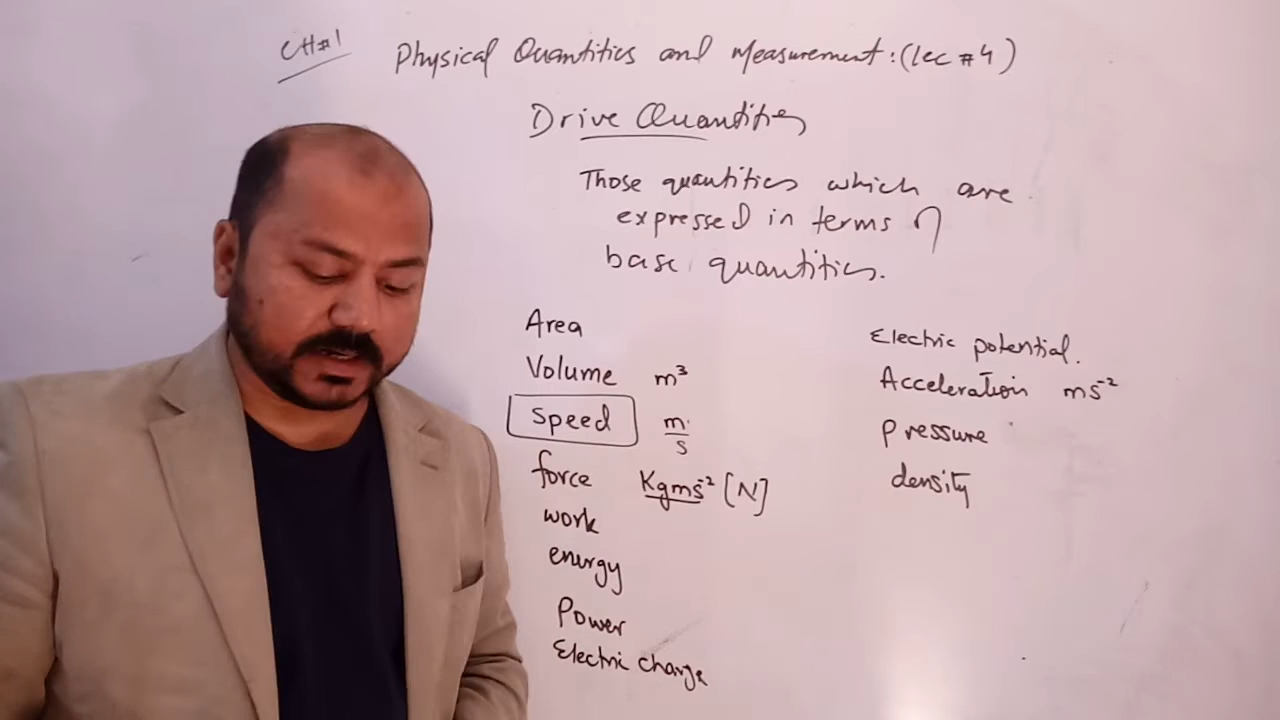 CH#1 Physical Quantities and Measurement:(lec #4)
Drive Quantities
Those quantities which are
expressed in terms of
base quantities.
Area
Volume m³
Speed m/s
force Kgms⁻² [N]
work
energy
Power
Electric charge
Electric potential.
Acceleration ms⁻²
pressure
density